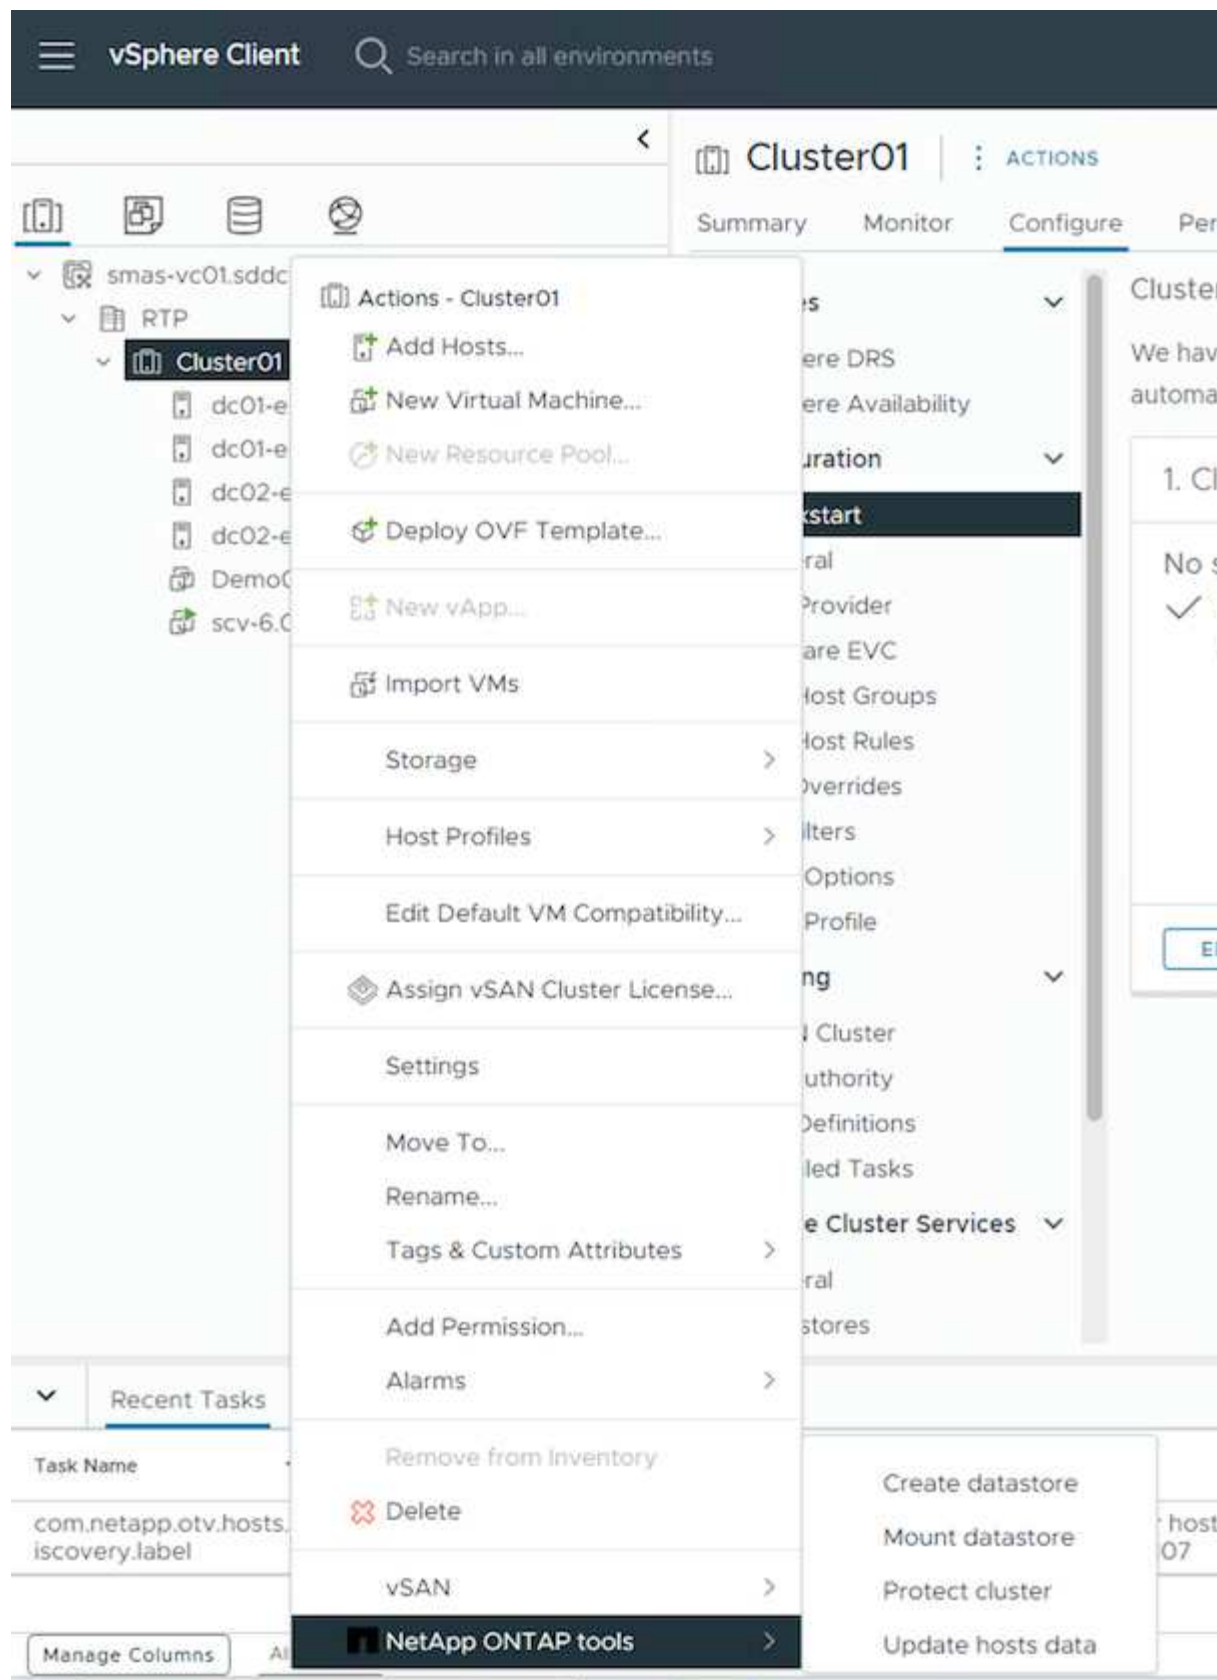 vSphere Client
Search in all environments
Cluster01
ACTIONS
Summary Monitor Configure Per
smas-vc01.sddc
RTP
Cluster01
dc01-e
dc01-e
dc02-e
dc02-e
Demo
scv-6.0
Actions - Cluster01
Add Hosts...
New Virtual Machine...
New Resource Pool...
Deploy OVF Template...
New vApp...
Import VMs
Storage
Host Profiles
Edit Default VM Compatibility...
Assign vSAN Cluster License...
Settings
Move To...
Rename...
Tags & Custom Attributes
Add Permission...
Alarms
Remove from Inventory
Delete
vSAN
NetApp ONTAP tools
Create datastore
Mount datastore
Protect cluster
Update hosts data
es
ere DRS
ere Availability
uration
kstart
ral
Provider
are EVC
Host Groups
Host Rules
Overrides
ilters
Options
Profile
ng
Cluster
uthority
Definitions
led Tasks
e Cluster Services
ral
stores
Cluste
We hav
automa
1. Cl
No s
Recent Tasks
Task Name
com.netapp.otv.hosts.
iscovery.label
host
07
Manage Columns